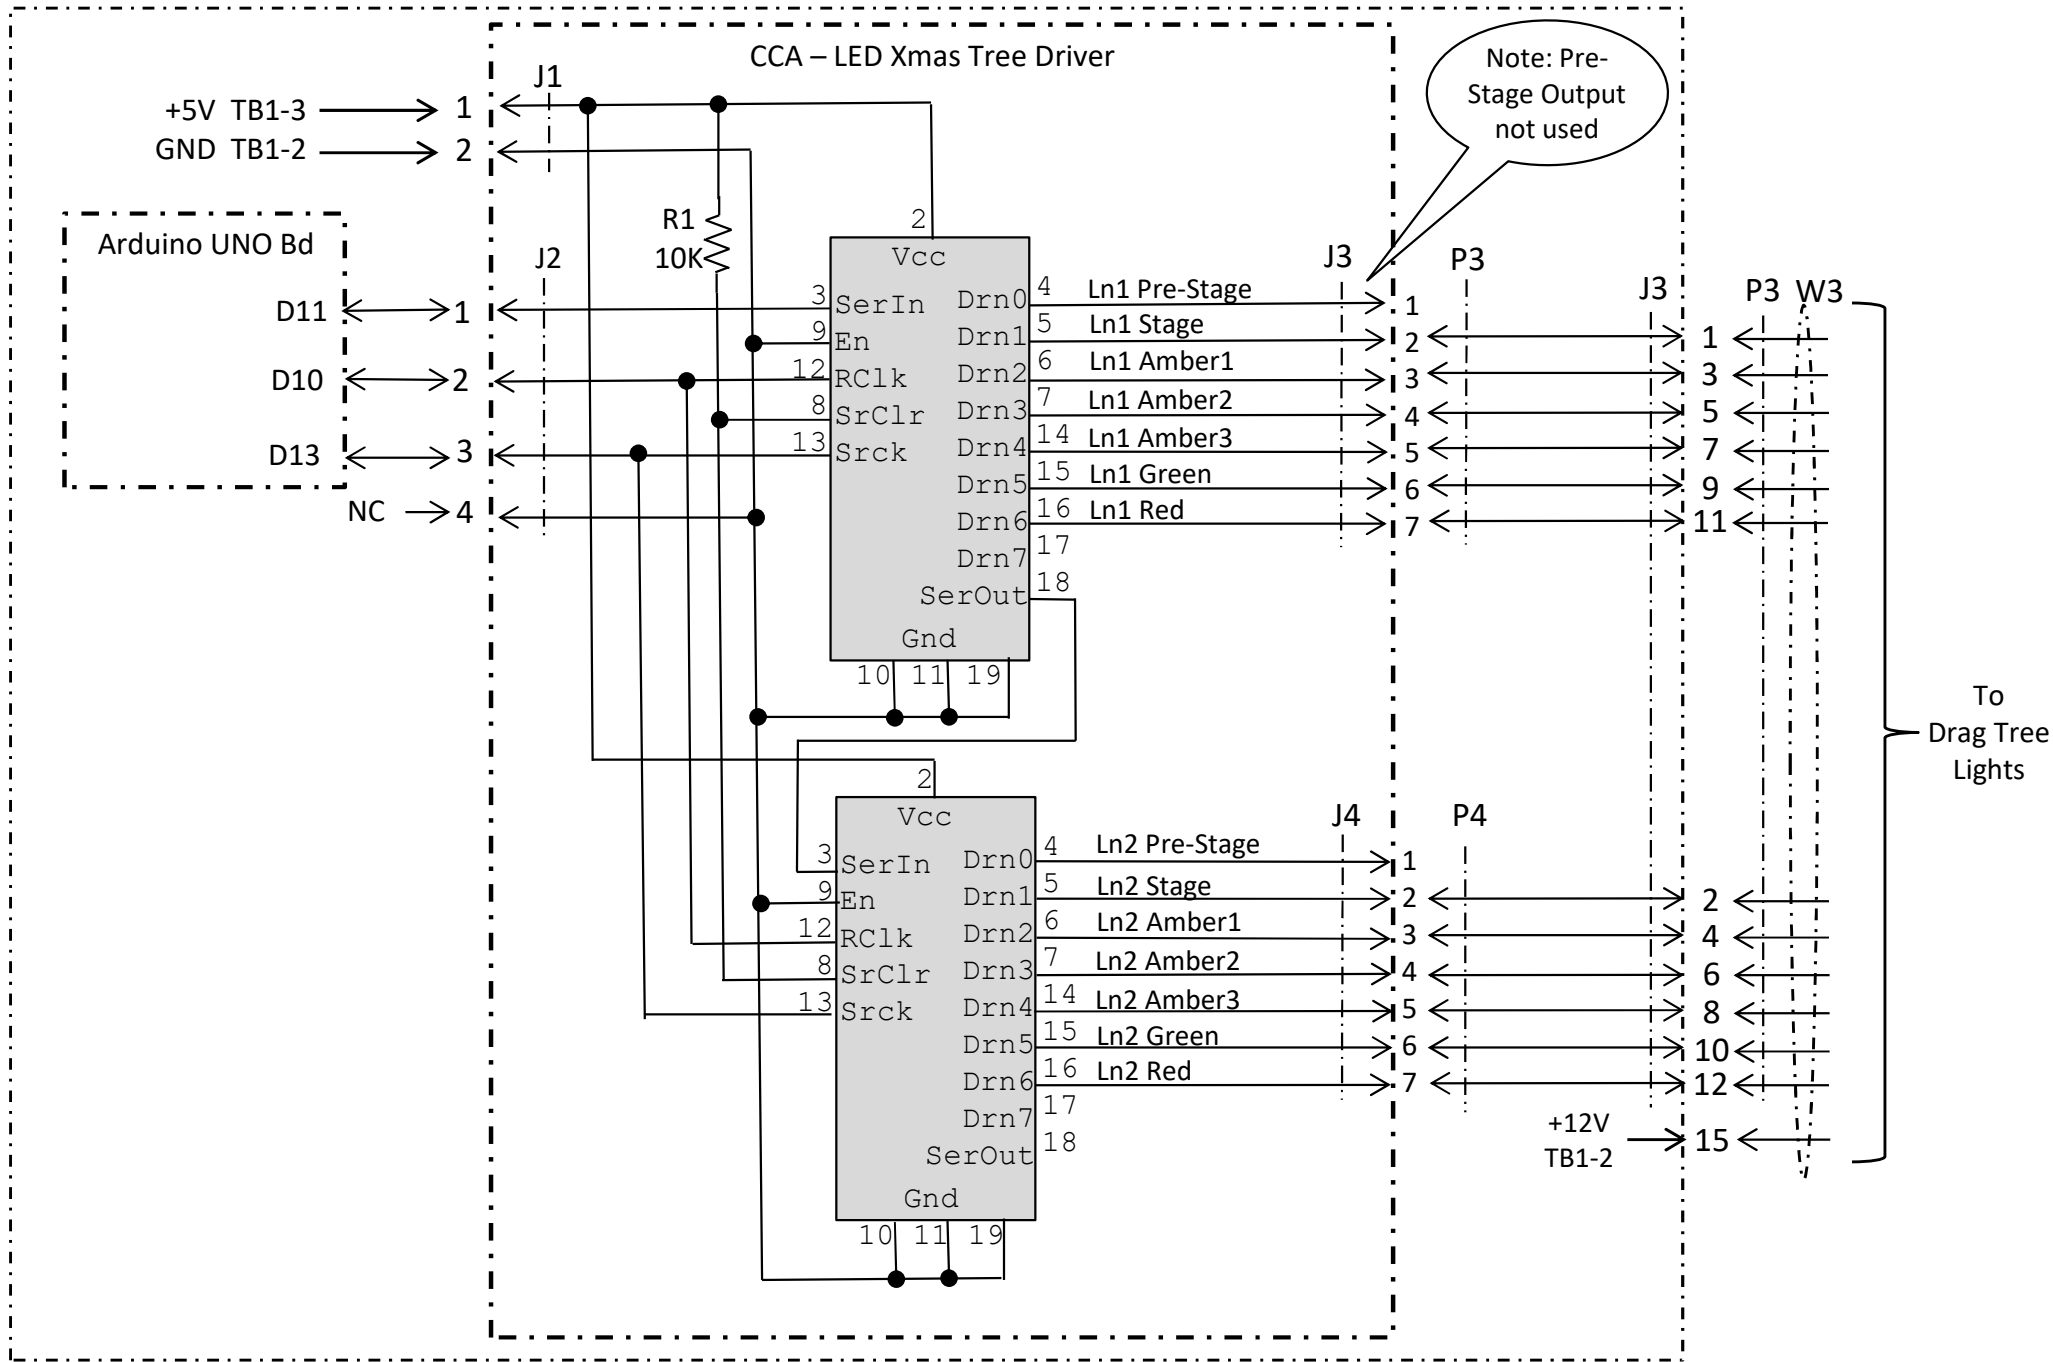 CCA – LED Xmas Tree Driver
Note: Pre-
Stage Output
not used
J1
+5V TB1-3
1
GND TB1-2
2
Arduino UNO Bd
J2
D11
1
D10
2
D13
3
NC
4
R1
10K
2
Vcc
3
SerIn
9
En
12
RClk
8
SrClr
13
Srck
Drn0
4
Ln1 Pre-Stage
Drn1
5
Ln1 Stage
Drn2
6
Ln1 Amber1
Drn3
7
Ln1 Amber2
Drn4
14
Ln1 Amber3
Drn5
15
Ln1 Green
Drn6
16
Ln1 Red
Drn7
17
SerOut
18
Gnd
10
11
19
J3
P3
J3
P3
W3
1
2
1
3
3
4
5
5
7
6
9
7
11
To
Drag Tree
Lights
2
Vcc
3
SerIn
9
En
12
RClk
8
SrClr
13
Srck
Drn0
4
Ln2 Pre-Stage
Drn1
5
Ln2 Stage
Drn2
6
Ln2 Amber1
Drn3
7
Ln2 Amber2
Drn4
14
Ln2 Amber3
Drn5
15
Ln2 Green
Drn6
16
Ln2 Red
Drn7
17
SerOut
18
Gnd
10
11
19
J4
P4
1
2
2
3
4
4
6
5
8
6
10
7
12
+12V
TB1-2
15